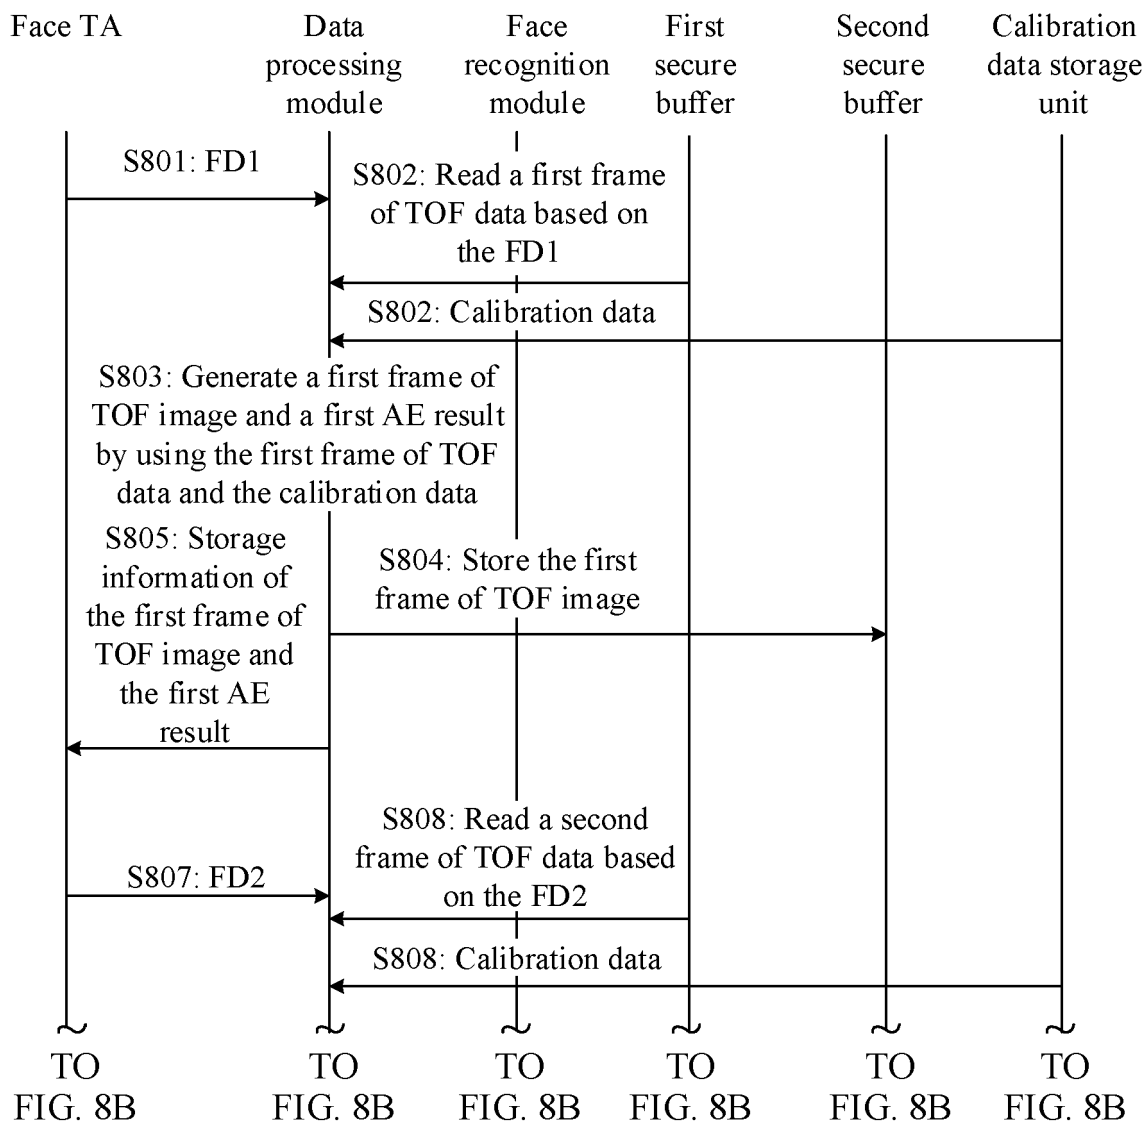 Face TA
Data
processing
module
Face
recognition
module
First
secure
buffer
Second
secure
buffer
Calibration
data storage
unit
S801: FD1
S802: Read a first frame
of TOF data based on
the FD1
S802: Calibration data
S803: Generate a first frame of
TOF image and a first AE result
by using the first frame of TOF
data and the calibration data
S804: Store the first
frame of TOF image
S805: Storage
information of
the first frame of
TOF image and
the first AE
result
S807: FD2
S808: Read a second
frame of TOF data based
on the FD2
S808: Calibration data
TO
FIG. 8B
TO
FIG. 8B
TO
FIG. 8B
TO
FIG. 8B
TO
FIG. 8B
TO
FIG. 8B